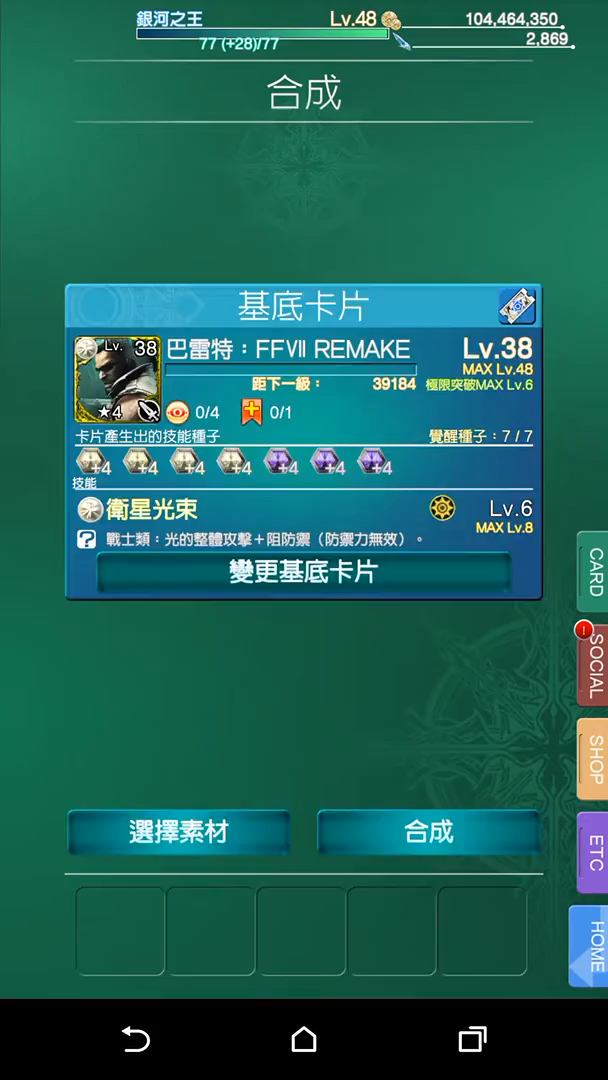 銀河之王 Lv.48 104,464,350
77 (+28)/77 2,869
合成
基底卡片
Lv. 38 巴雷特：FFVII REMAKE Lv.38
MAX Lv.48
距下一級： 39184 極限突破MAX Lv.6
★4 0/4 0/1
卡片產生出的技能種子 覺醒種子：7/7
+4 +4 +4 +4 +4 +4 +4
技能
衛星光束 Lv.6
MAX Lv.8
? 戰士類：光的整體攻擊＋阻防禦（防禦力無效）。
變更基底卡片
CARD
!
SOCIAL
SHOP
選擇素材 合成
ETC
HOME